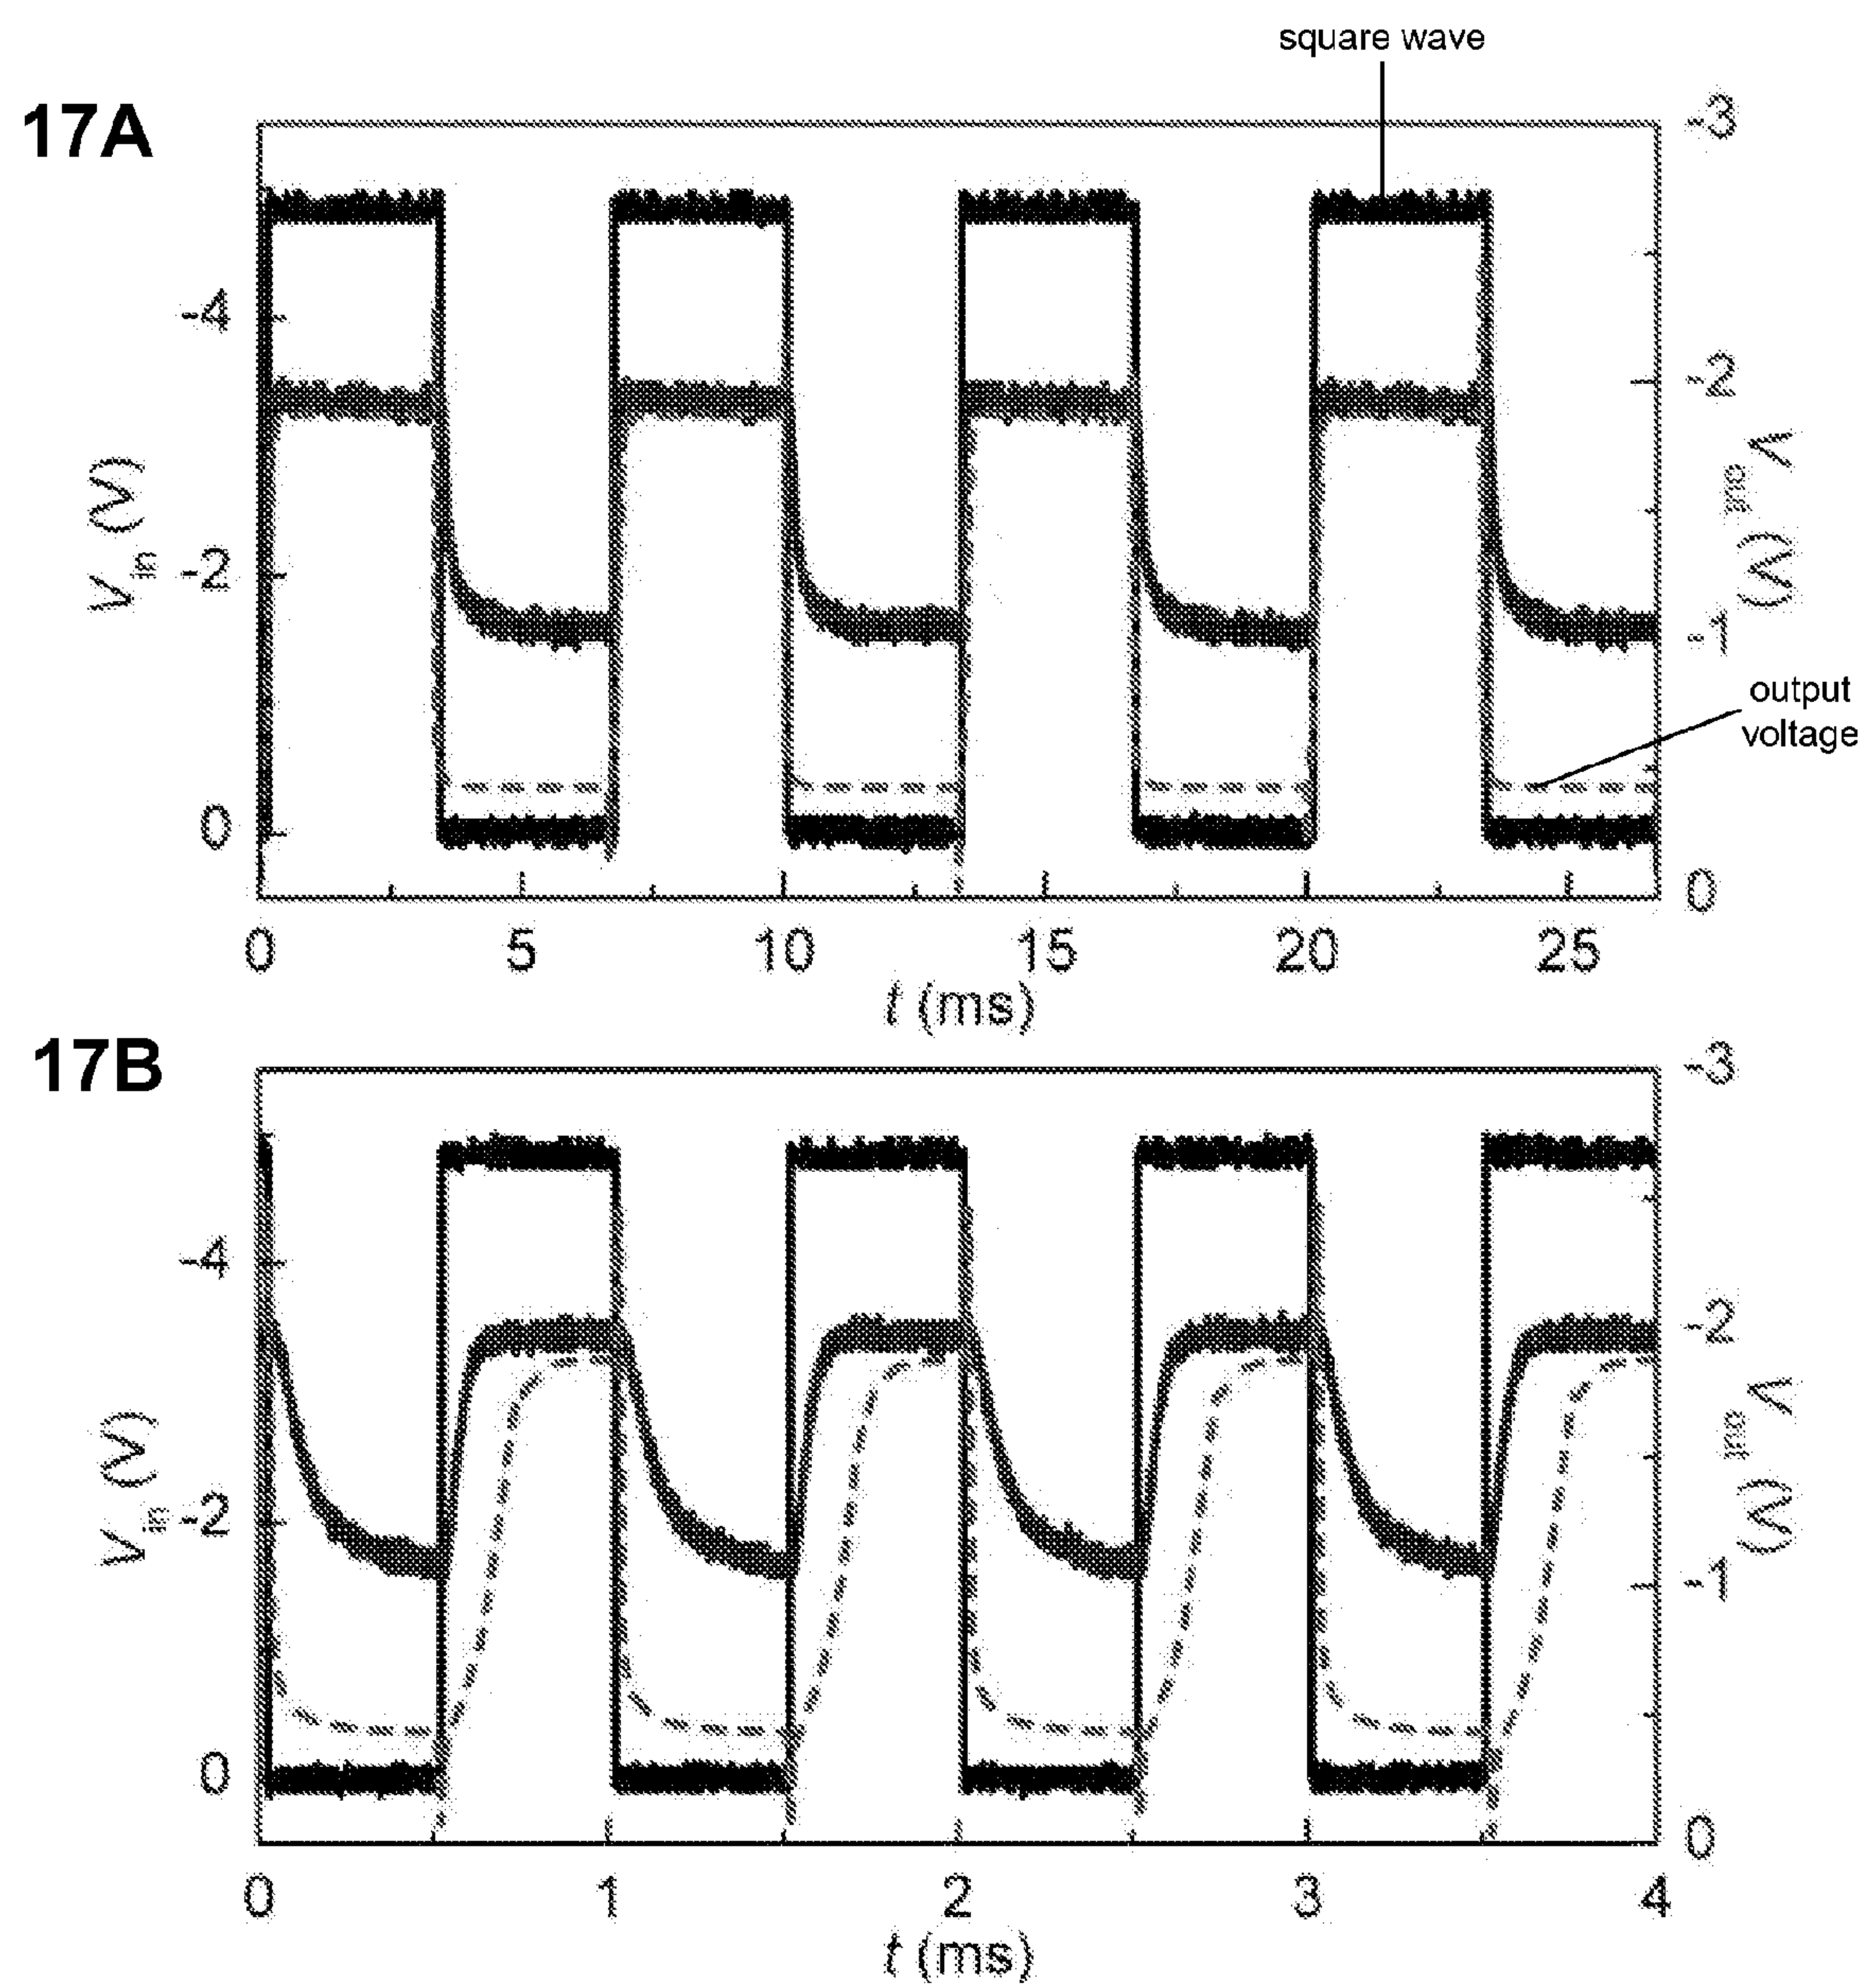 square wave
17A
-3
-4
-2
V_in (V)
V_out (V)
-2
-1
output
voltage
0
0
0 5 10 15 20 25
t (ms)
17B
-3
-4
-2
V_in (V)
V_out (V)
-2
-1
0
0
0 1 2 3 4
t (ms)